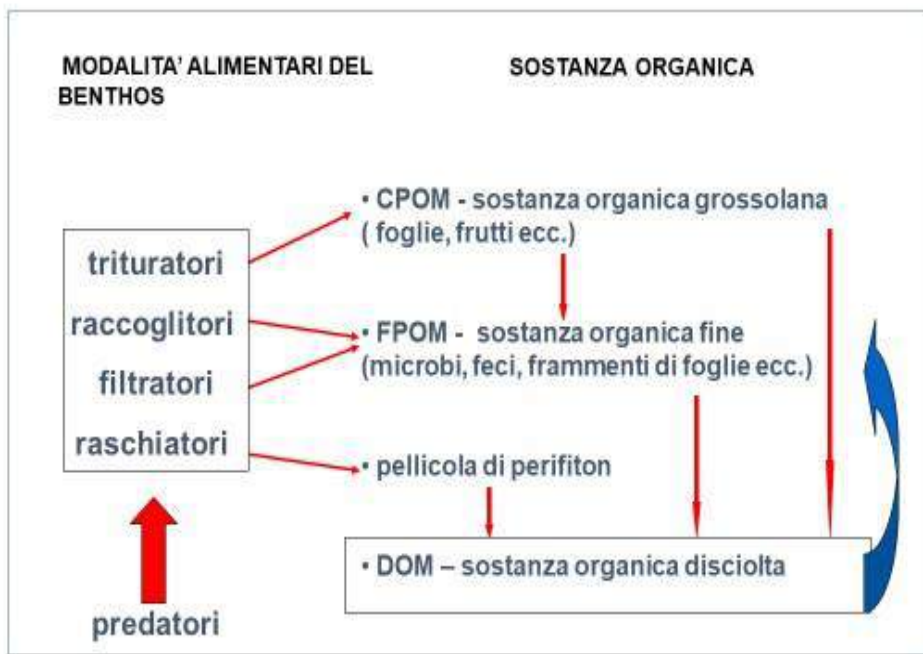 MODALITA' ALIMENTARI DEL
BENTHOS
SOSTANZA ORGANICA
trituratori
raccoglitori
filtratori
raschiatori
predatori
• CPOM - sostanza organica grossolana
( foglie, frutti ecc.)
• FPOM - sostanza organica fine
(microbi, feci, frammenti di foglie ecc.)
• pellicola di perifiton
• DOM – sostanza organica disciolta